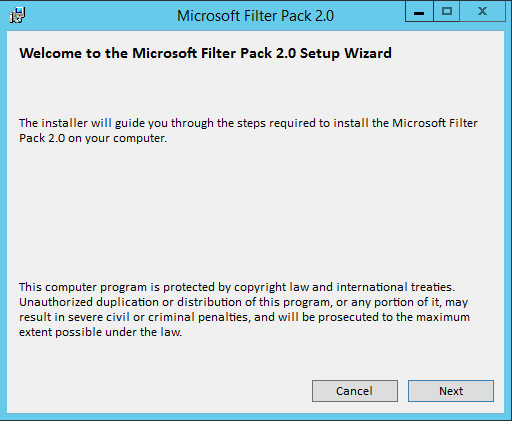 Microsoft Filter Pack 2.0
Welcome to the Microsoft Filter Pack 2.0 Setup Wizard
The installer will guide you through the steps required to install the Microsoft Filter
Pack 2.0 on your computer.
This computer program is protected by copyright law and international treaties.
Unauthorized duplication or distribution of this program, or any portion of it, may
result in severe civil or criminal penalties, and will be prosecuted to the maximum
extent possible under the law.
Cancel Next